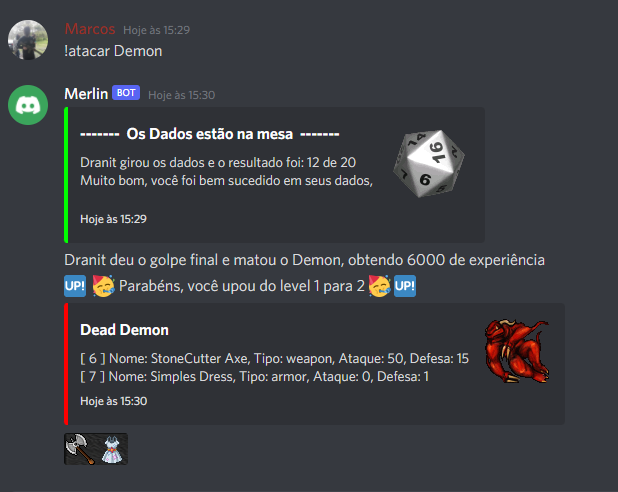 Marcos Hoje às 15:29
!atacar Demon
Merlin BOT Hoje às 15:30
------- Os Dados estão na mesa -------
Dranit girou os dados e o resultado foi: 12 de 20
Muito bom, você foi bem sucedido em seus dados,
Hoje às 15:29
14
16
9
Dranit deu o golpe final e matou o Demon, obtendo 6000 de experiência
UP! Parabéns, você upou do level 1 para 2 UP!
Dead Demon
[ 6 ] Nome: StoneCutter Axe, Tipo: weapon, Ataque: 50, Defesa: 15
[ 7 ] Nome: Simples Dress, Tipo: armor, Ataque: 0, Defesa: 1
Hoje às 15:30